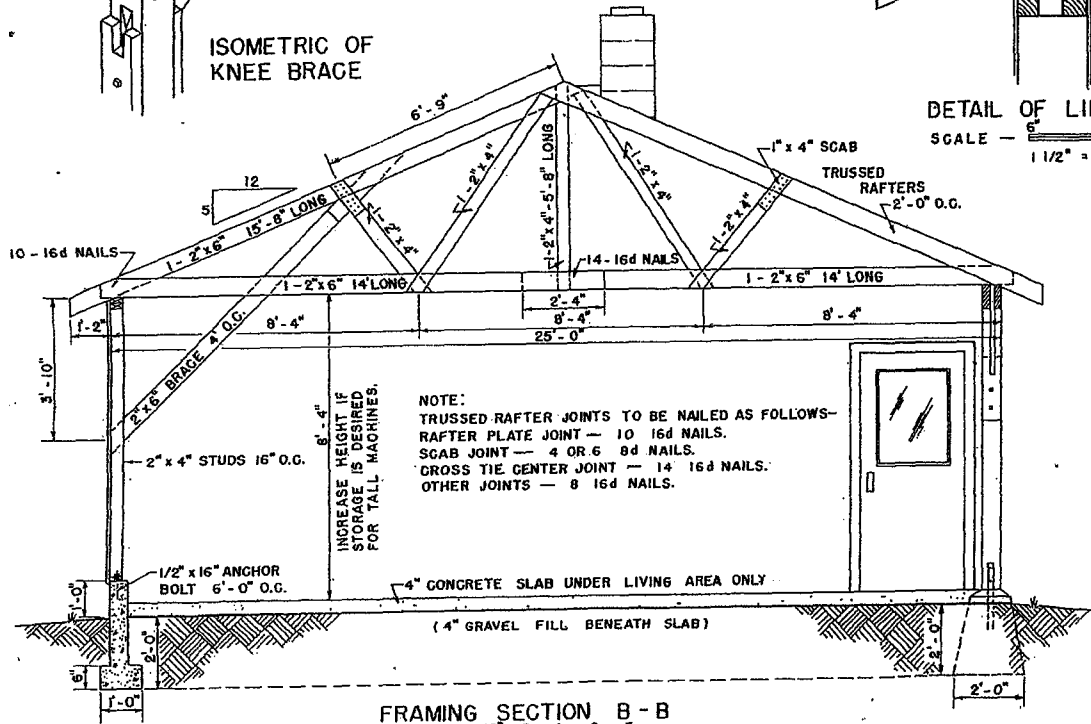 ISOMETRIC OF
KNEE BRACE
DETAIL OF
SCALE —
6"
1 1/2" =
6'-9"
12
5
1-2"x6" 15'-8" LONG
10-16d NAILS
1-2"x4"
1-2"x4"
1-2"x4-5'-8" LONG
1-2"x4"
1-2"x4"
1"x 4" SCAB
TRUSSED
RAFTERS
2'-0" O.C.
14-16d NAILS
1-2"x6" 14' LONG
1-2"x6" 14' LONG
2'-4"
1'-2"
8'-4"
8'-4"
8'-4"
25'-0"
3'-10"
2"x6" BRACE 4' O.C.
8'-4"
INCREASE HEIGHT IF
STORAGE IS DESIRED
FOR TALL MACHINES.
NOTE:
TRUSSED RAFTER JOINTS TO BE NAILED AS FOLLOWS—
RAFTER PLATE JOINT — 10 16d NAILS.
SCAB JOINT — 4 OR 6 8d NAILS.
CROSS TIE CENTER JOINT — 14 16d NAILS.
OTHER JOINTS — 8 16d NAILS.
2" x 4" STUDS 16" O.C.
1/2" x 16" ANCHOR
BOLT 6'-0" O.C.
4" CONCRETE SLAB UNDER LIVING AREA ONLY
(4" GRAVEL FILL BENEATH SLAB)
1'-0"
2'-0"
2'-0"
6"
1'-0"
2'-0"
FRAMING SECTION B-B